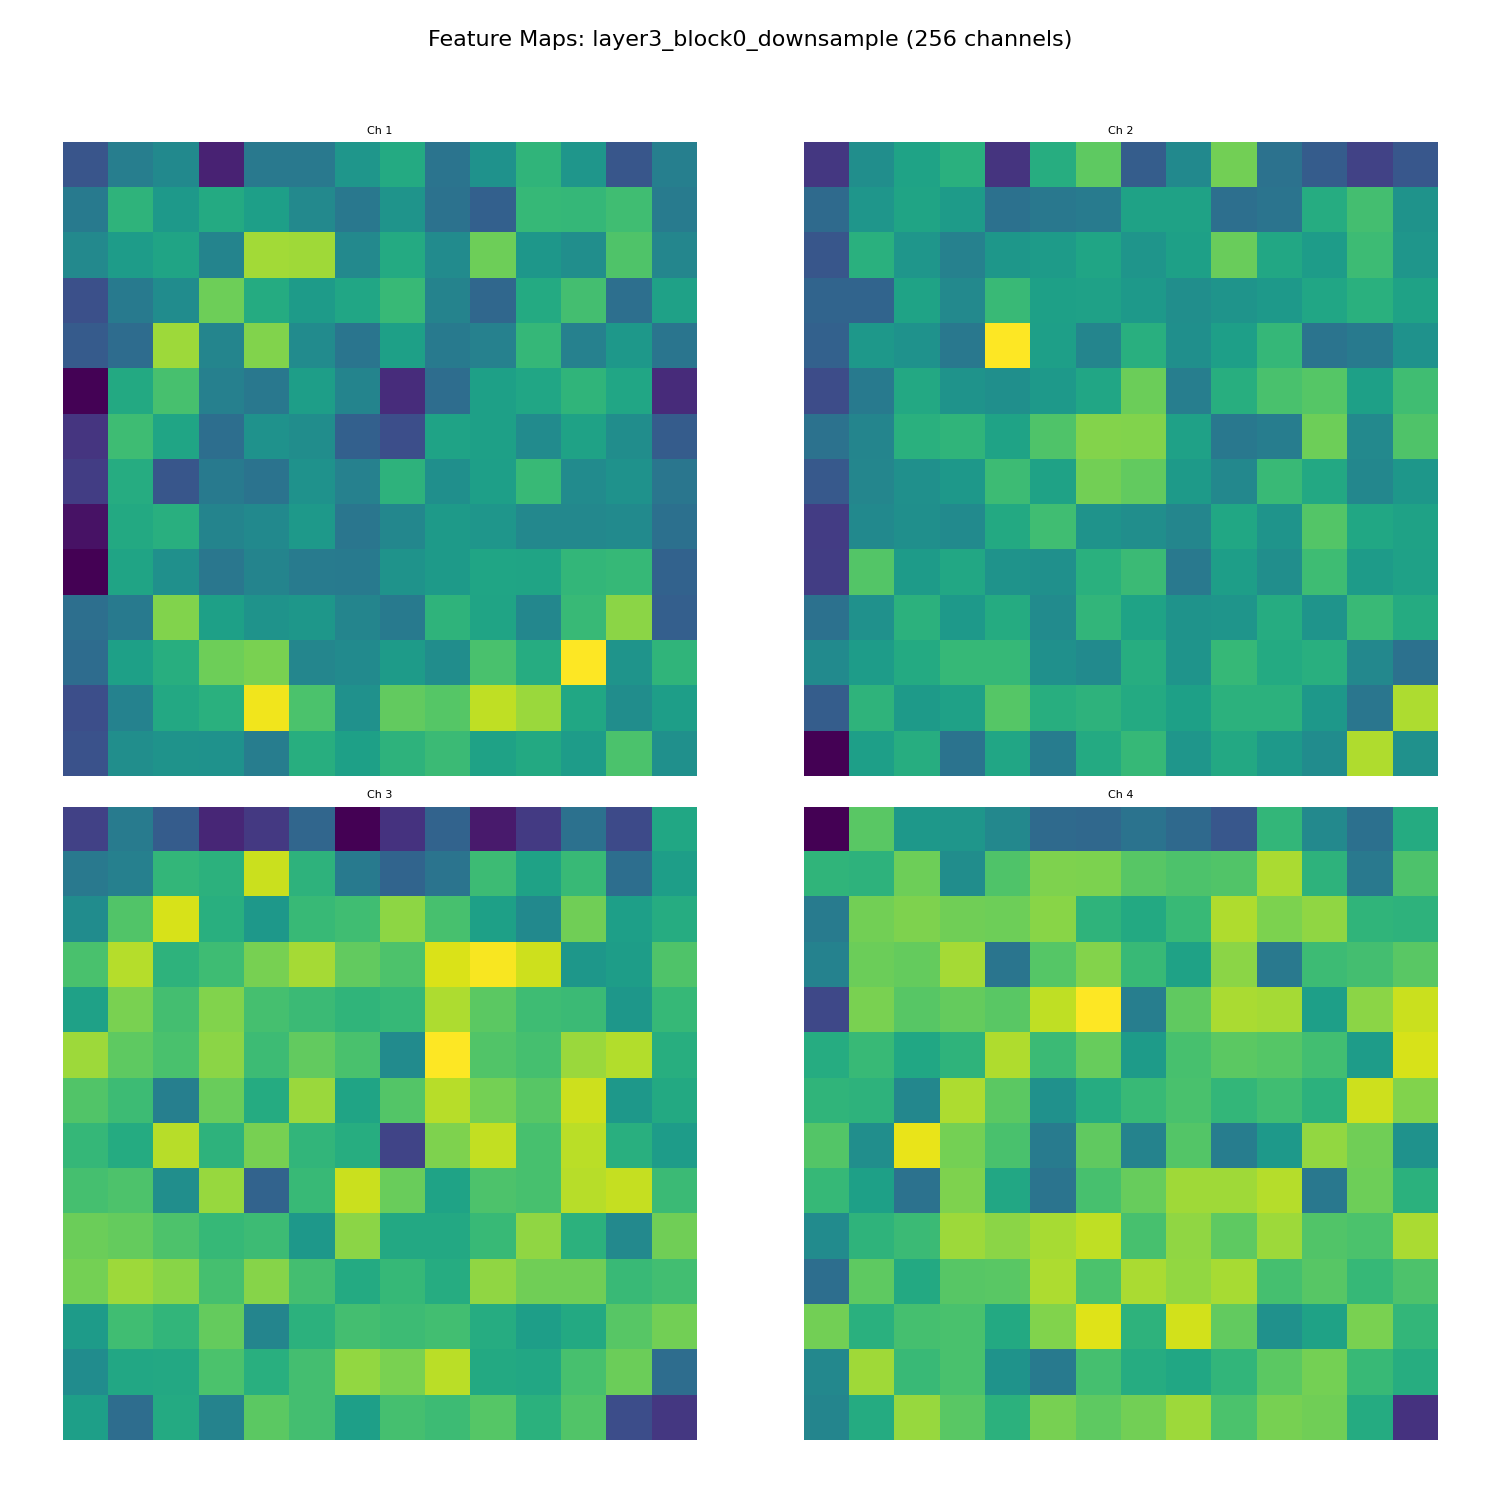 Feature Maps: layer3_block0_downsample (256 channels)
Ch 1
Ch 2
Ch 3
Ch 4